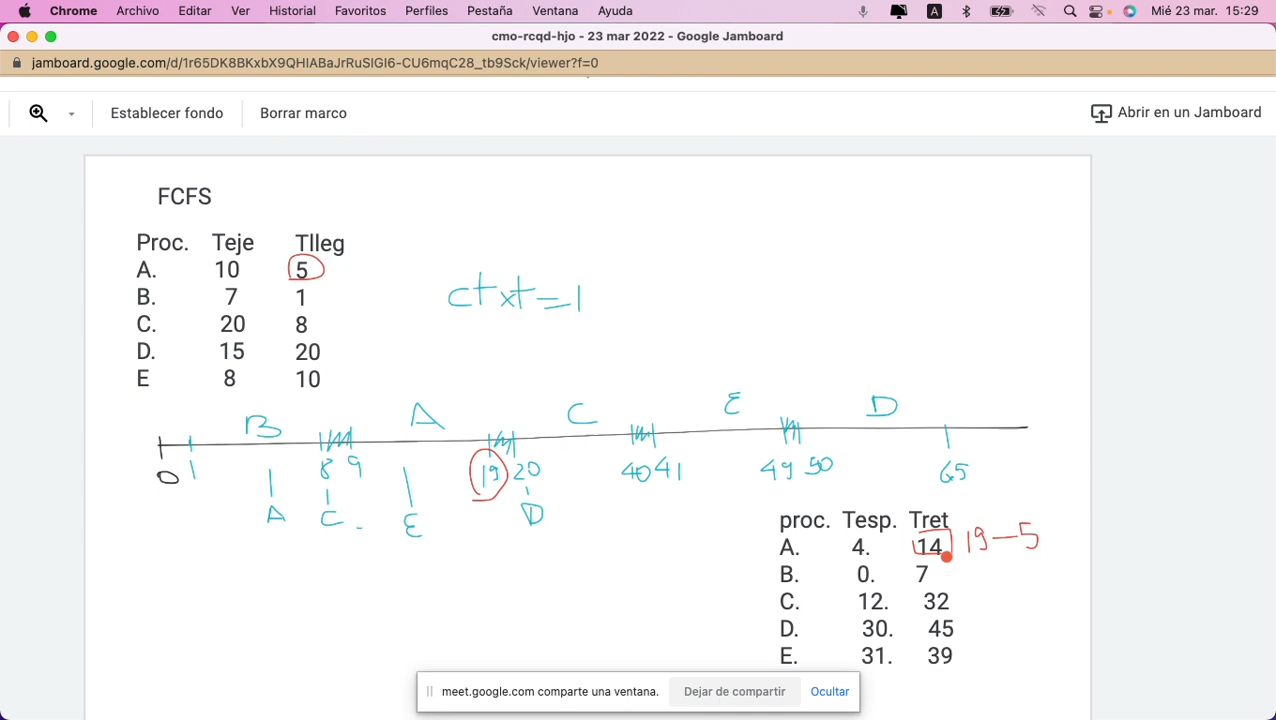 Chrome Archivo Editar Ver Historial Favoritos Perfiles Pestaña Ventana Ayuda A Mié 23 mar. 15:29
cmo-rcqd-hjo - 23 mar 2022 - Google Jamboard
jamboard.google.com/d/1r65DK8BKxbX9QHIABaJrRuSIGI6-CU6mqC28_tb9Sck/viewer?f=0
Establecer fondo Borrar marco Abrir en un Jamboard
FCFS
Proc. Teje Tlleg
A. 10 5
B. 7 1
C. 20 8
D. 15 20
E 8 10
ctxt=1
B A C E D
0 1 8 9 19 20 40 41 49 50 65
A C E D
proc. Tesp. Tret
A. 4. 14 19-5
B. 0. 7
C. 12. 32
D. 30. 45
E. 31. 39
meet.google.com comparte una ventana. Dejar de compartir Ocultar